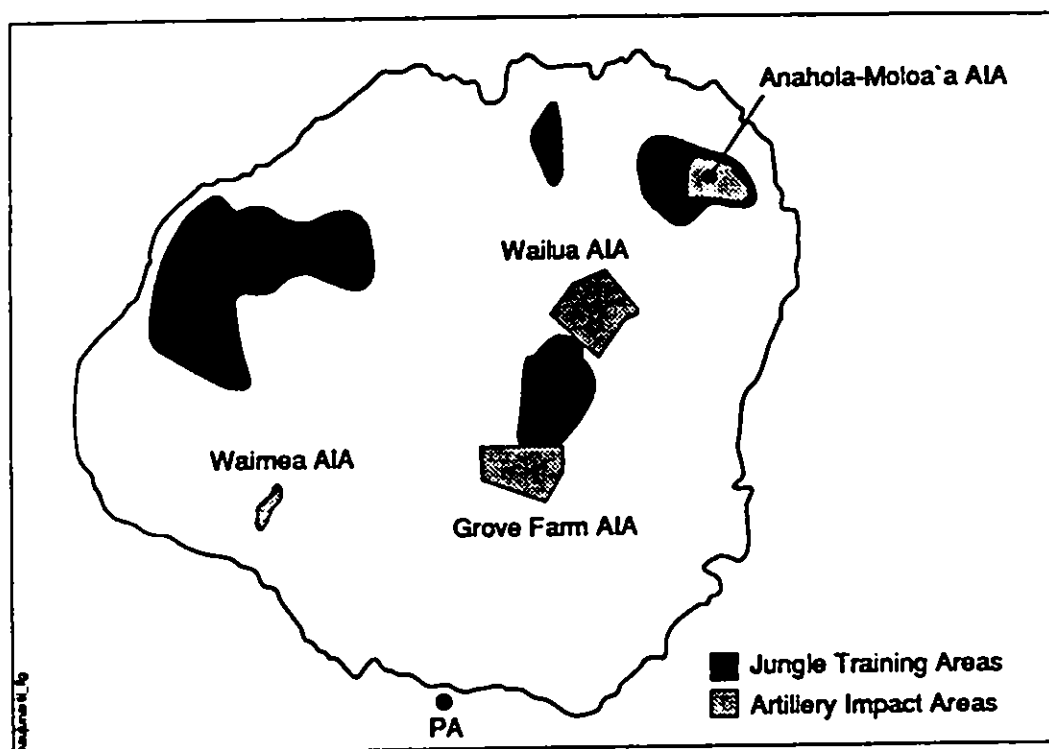 Anahola-Moloa`a AIA
Wailua AIA
Waimea AIA
Grove Farm AIA
Jungle Training Areas
Artillery Impact Areas
PA